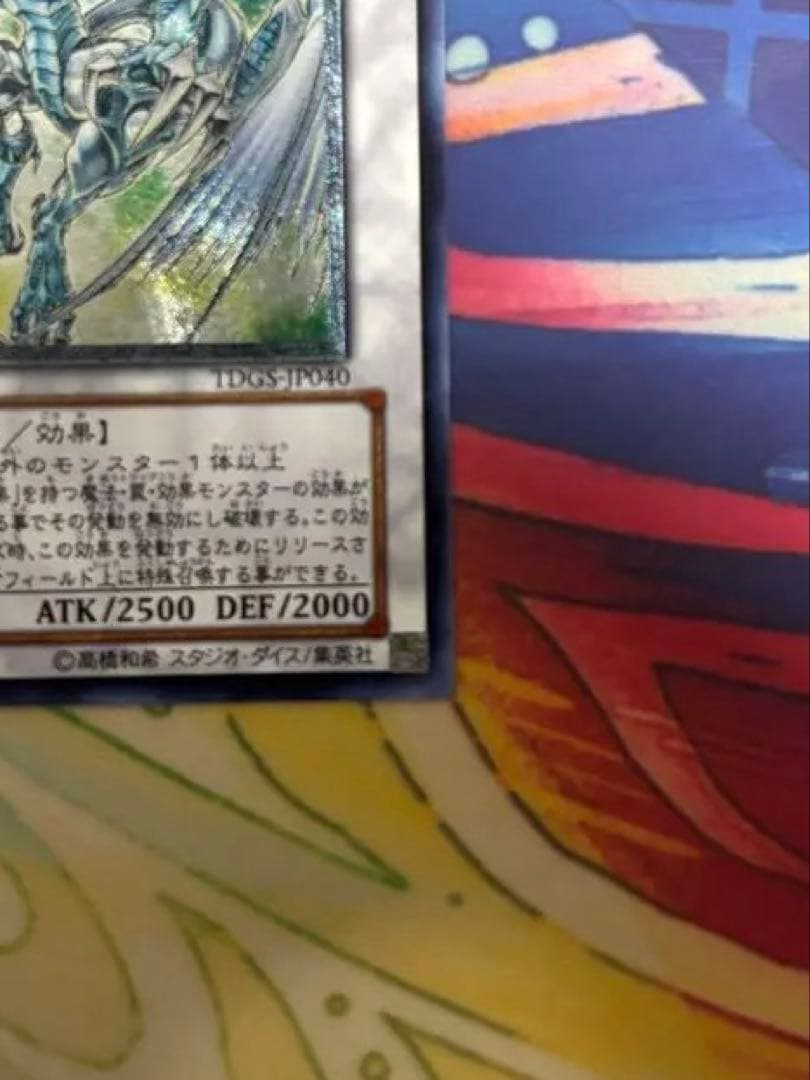 TDGS-JP040
／効果】
外のモンスター１体以上
」を持つ魔法・罠・効果モンスターの効果が
る事でその発動を無効にし破壊する。この効
時、この効果を発動するためにリリースさ
フィールド上に特殊召喚する事ができる。
ATK/2500 DEF/2000
©高橋和希 スタジオ・ダイス/集英社